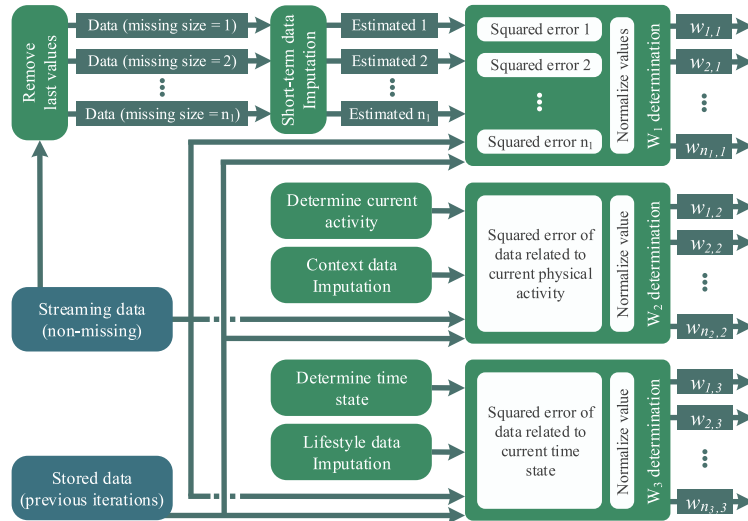 Remove
last values
Data (missing size = 1)
Data (missing size = 2)
Data (missing size = n₁)
Short-term data
Imputation
Estimated 1
Estimated 2
Estimated n₁
Squared error 1
Squared error 2
Squared error n₁
Normalize values
W₁ determination
w₁,₁
w₂,₁
wₙ₁,₁
Determine current
activity
Context data
Imputation
Squared error of
data related to
current physical
activity
Normalize value
W₂ determination
w₁,₂
w₂,₂
wₙ₂,₂
Streaming data
(non-missing)
Determine time
state
Lifestyle data
Imputation
Squared error of
data related to
current time
state
Normalize value
W₃ determination
w₁,₃
w₂,₃
wₙ₃,₃
Stored data
(previous iterations)